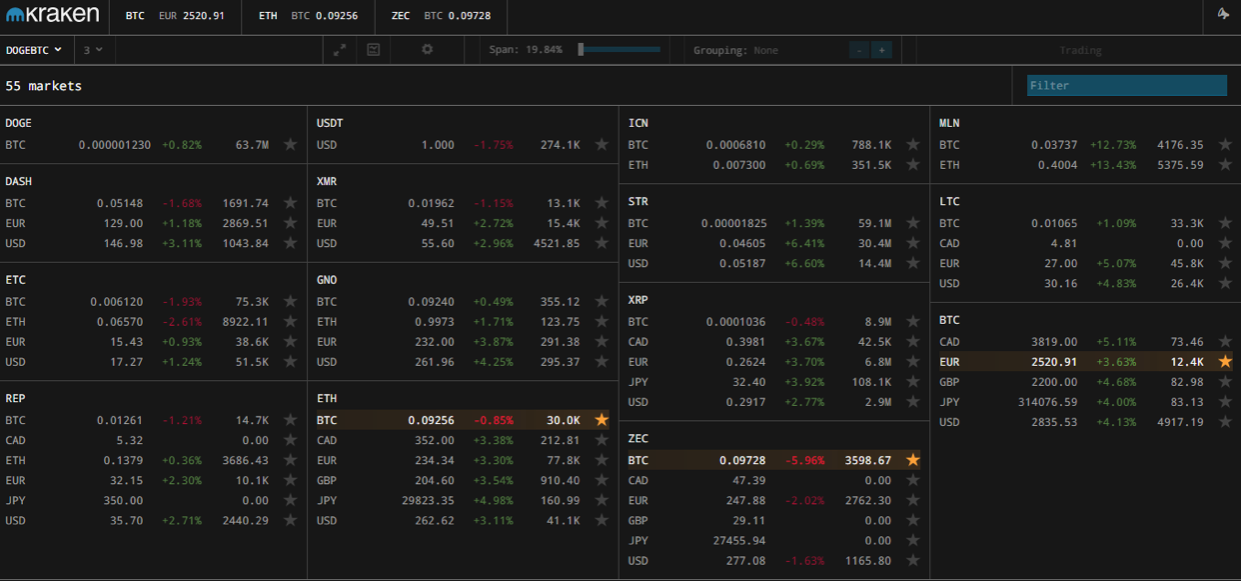 kraken BTC EUR 2520.91 ETH BTC 0.09256 ZEC BTC 0.09728
DOGEBTC 3 Span: 19.84% Grouping: None - + Trading
55 markets Filter
DOGE
BTC 0.000001230 +0.82% 63.7M
DASH
BTC 0.05148 -1.68% 1691.74
EUR 129.00 +1.18% 2869.51
USD 146.98 +3.11% 1043.84
ETC
BTC 0.006120 -1.93% 75.3K
ETH 0.06570 -2.61% 8922.11
EUR 15.43 +0.93% 38.6K
USD 17.27 +1.24% 51.5K
REP
BTC 0.01261 -1.21% 14.7K
CAD 5.32 0.00
ETH 0.1379 +0.36% 3686.43
EUR 32.15 +2.30% 10.1K
JPY 350.00 0.00
USD 35.70 +2.71% 2440.29
USDT
USD 1.000 -1.75% 274.1K
XMR
BTC 0.01962 -1.15% 13.1K
EUR 49.51 +2.72% 15.4K
USD 55.60 +2.96% 4521.85
GNO
BTC 0.09240 +0.49% 355.12
ETH 0.9973 +1.71% 123.75
EUR 232.00 +3.87% 291.38
USD 261.96 +4.25% 295.37
ETH
BTC 0.09256 -0.85% 30.0K
CAD 352.00 +3.38% 212.81
EUR 234.34 +3.30% 77.8K
GBP 204.60 +3.54% 910.40
JPY 29823.35 +4.98% 160.99
USD 262.62 +3.11% 41.1K
ICN
BTC 0.0006810 +0.29% 788.1K
ETH 0.007300 +0.69% 351.5K
STR
BTC 0.00001825 +1.39% 59.1M
EUR 0.04605 +6.41% 30.4M
USD 0.05187 +6.60% 14.4M
XRP
BTC 0.0001036 -0.48% 8.9M
CAD 0.3981 +3.67% 42.5K
EUR 0.2624 +3.70% 6.8M
JPY 32.40 +3.92% 108.1K
USD 0.2917 +2.77% 2.9M
ZEC
BTC 0.09728 -5.96% 3598.67
CAD 47.39 0.00
EUR 247.88 -2.02% 2762.30
GBP 29.11 0.00
JPY 27455.94 0.00
USD 277.08 -1.63% 1165.80
MLN
BTC 0.03737 +12.73% 4176.35
ETH 0.4004 +13.43% 5375.59
LTC
BTC 0.01065 +1.09% 33.3K
CAD 4.81 0.00
EUR 27.00 +5.07% 45.8K
USD 30.16 +4.83% 26.4K
BTC
CAD 3819.00 +5.11% 73.46
EUR 2520.91 +3.63% 12.4K
GBP 2200.00 +4.68% 82.98
JPY 314076.59 +4.00% 83.13
USD 2835.53 +4.13% 4917.19